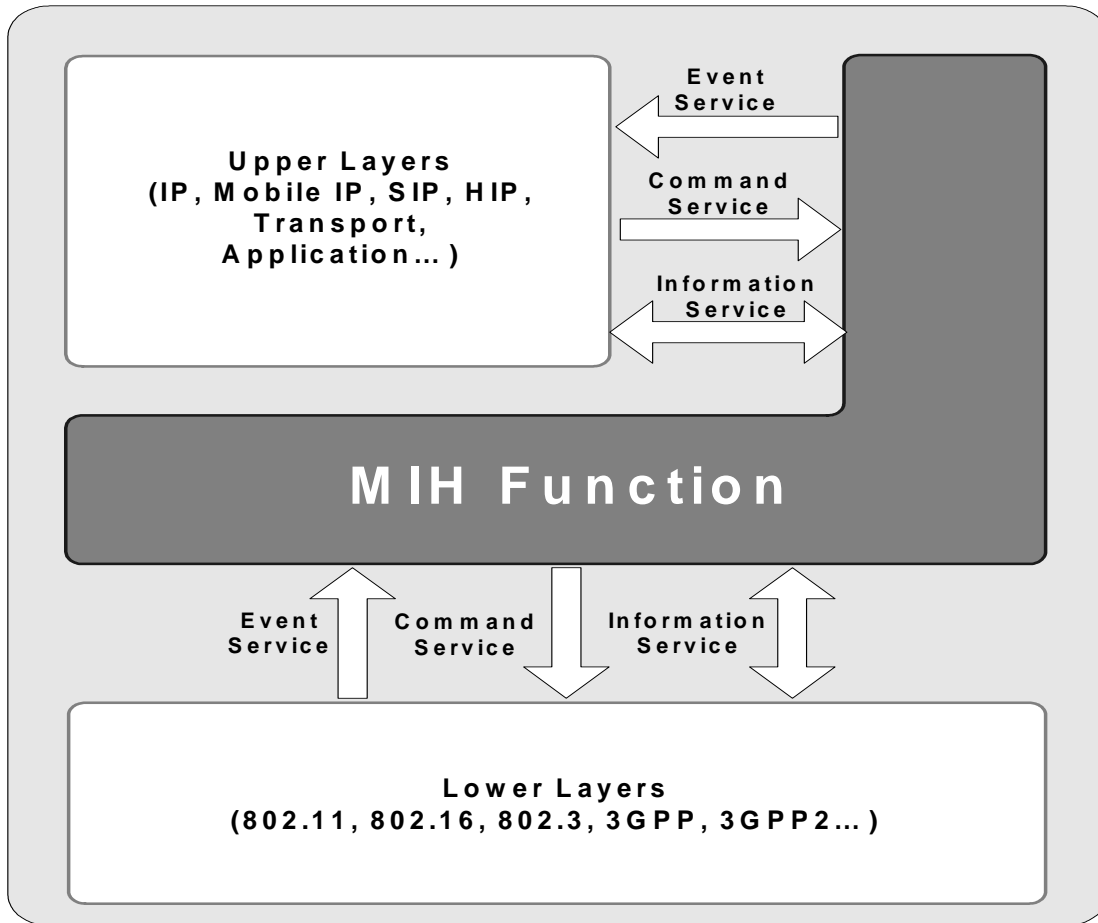 Event
Service
Upper Layers
(IP, Mobile IP, SIP, HIP,
Transport,
Application… )
Command
Service
Information
Service
MIH Function
Event
Service
Command
Service
Information
Service
Lower Layers
(802.11, 802.16, 802.3, 3GPP, 3GPP2… )